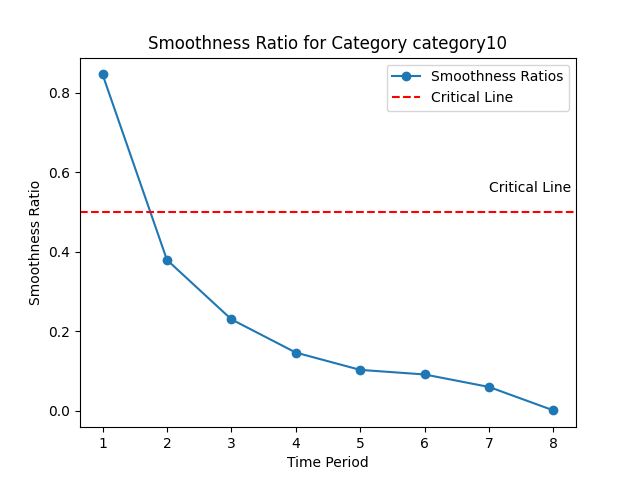 Smoothness Ratio for Category category10
Smoothness Ratios
Critical Line
Critical Line
Smoothness Ratio
0.8
0.6
0.4
0.2
0.0
1 2 3 4 5 6 7 8
Time Period